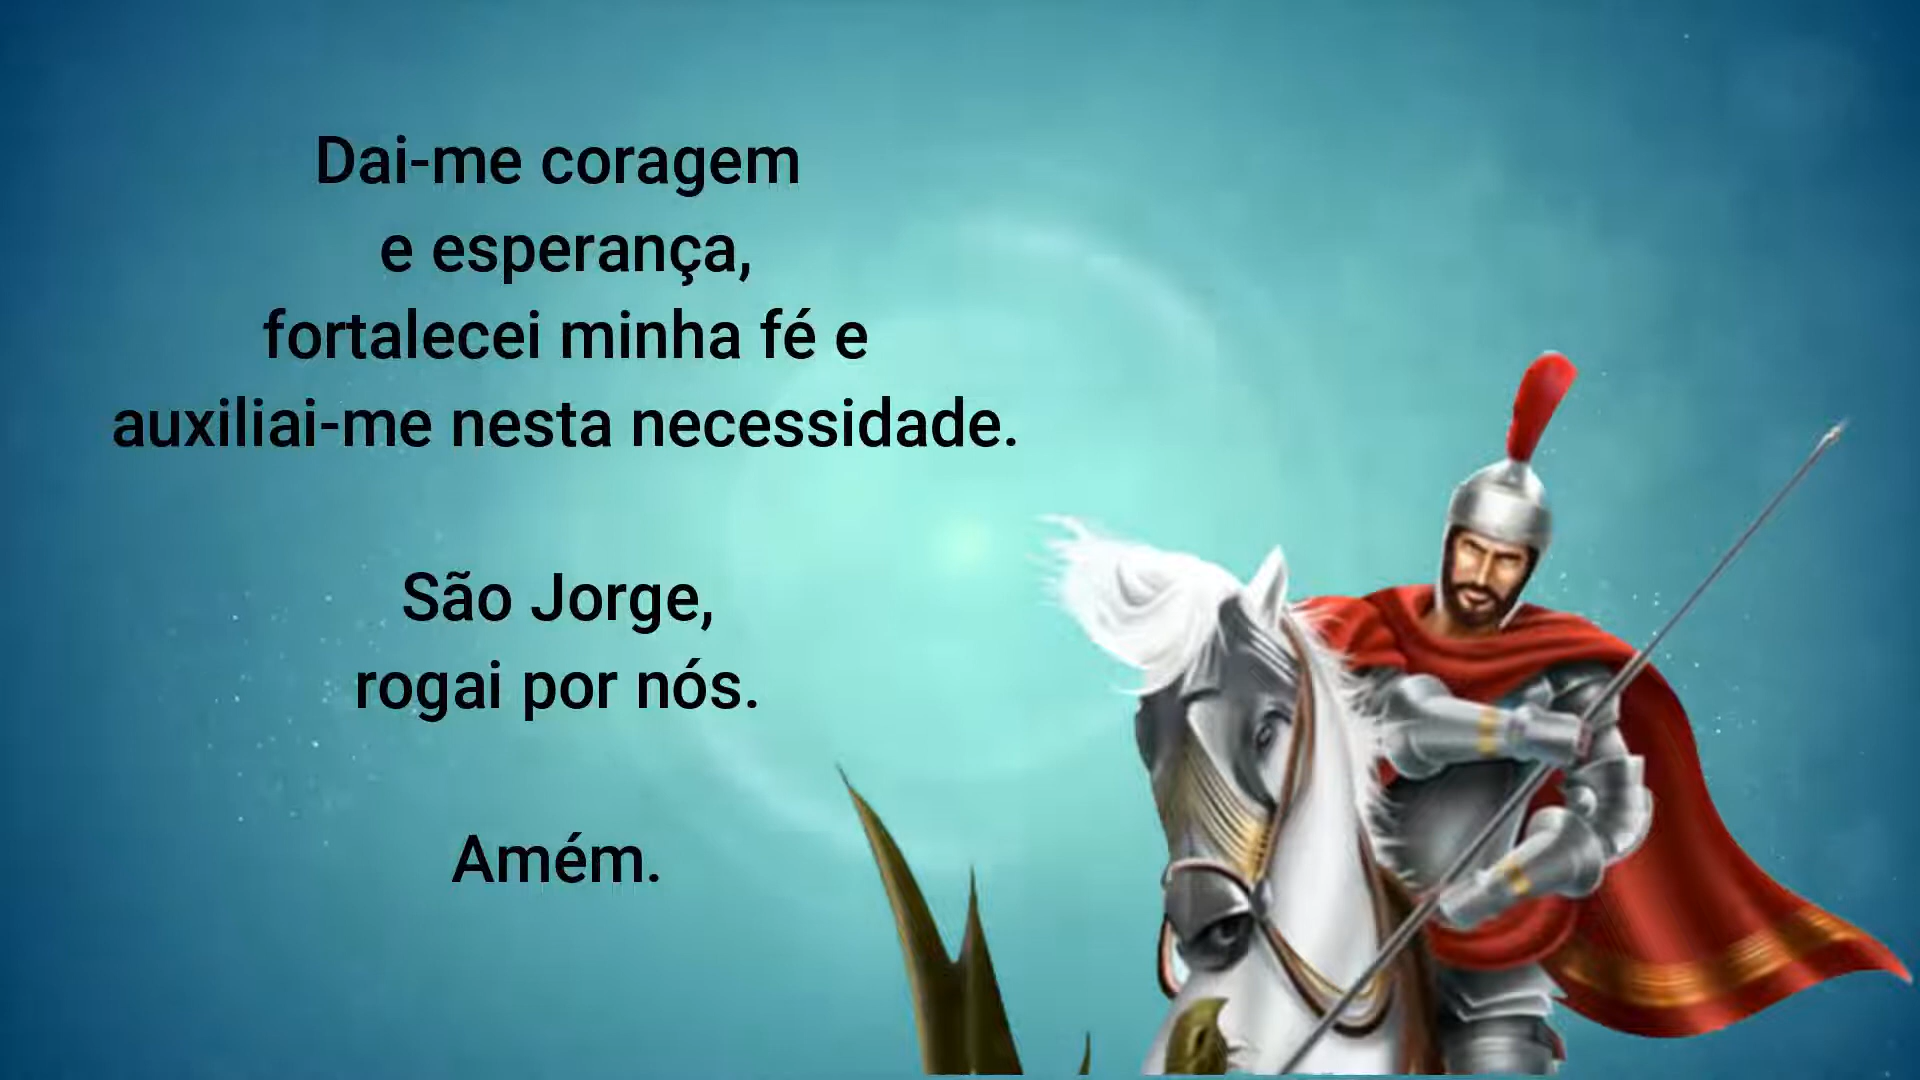 Dai-me coragem
e esperança,
fortalecei minha fé e
auxiliai-me nesta necessidade.
São Jorge,
rogai por nós.
Amém.